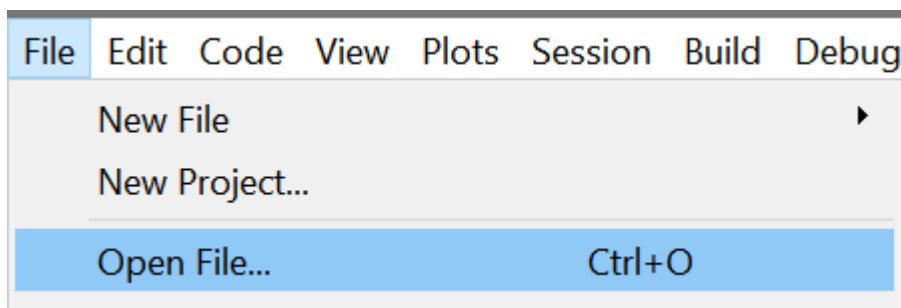 File Edit Code View Plots Session Build Debug
New File
New Project...
Open File... Ctrl+O